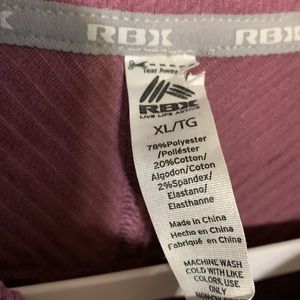 RBX RBX
Tear Away
RBX
LIVE LIFE ACTIVE
XL/TG
78%Polyester
/Poliéster
20%Cotton/
Algodon/Coton
2%Spandex/
Elastano/
Elasthanne
Made in China
Hecho en China
Fabriqué en Chine
MACHINE WASH
COLD WITH LIKE
COLORS, USE
ONLY